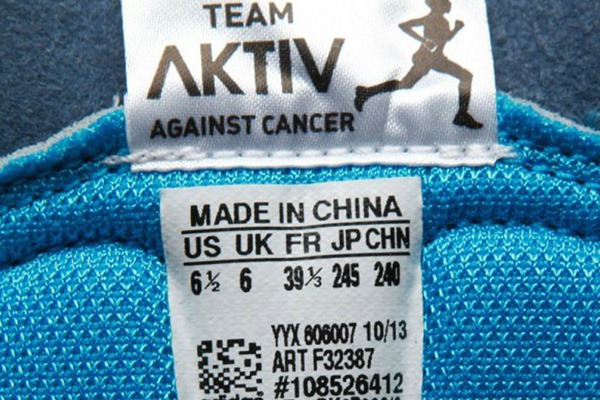 TEAM
AKTIV
AGAINST CANCER
MADE IN CHINA
US UK FR JP CHN
6½ 6 39⅓ 245 240
YYX 606007 10/13
ART F32387
#108526412